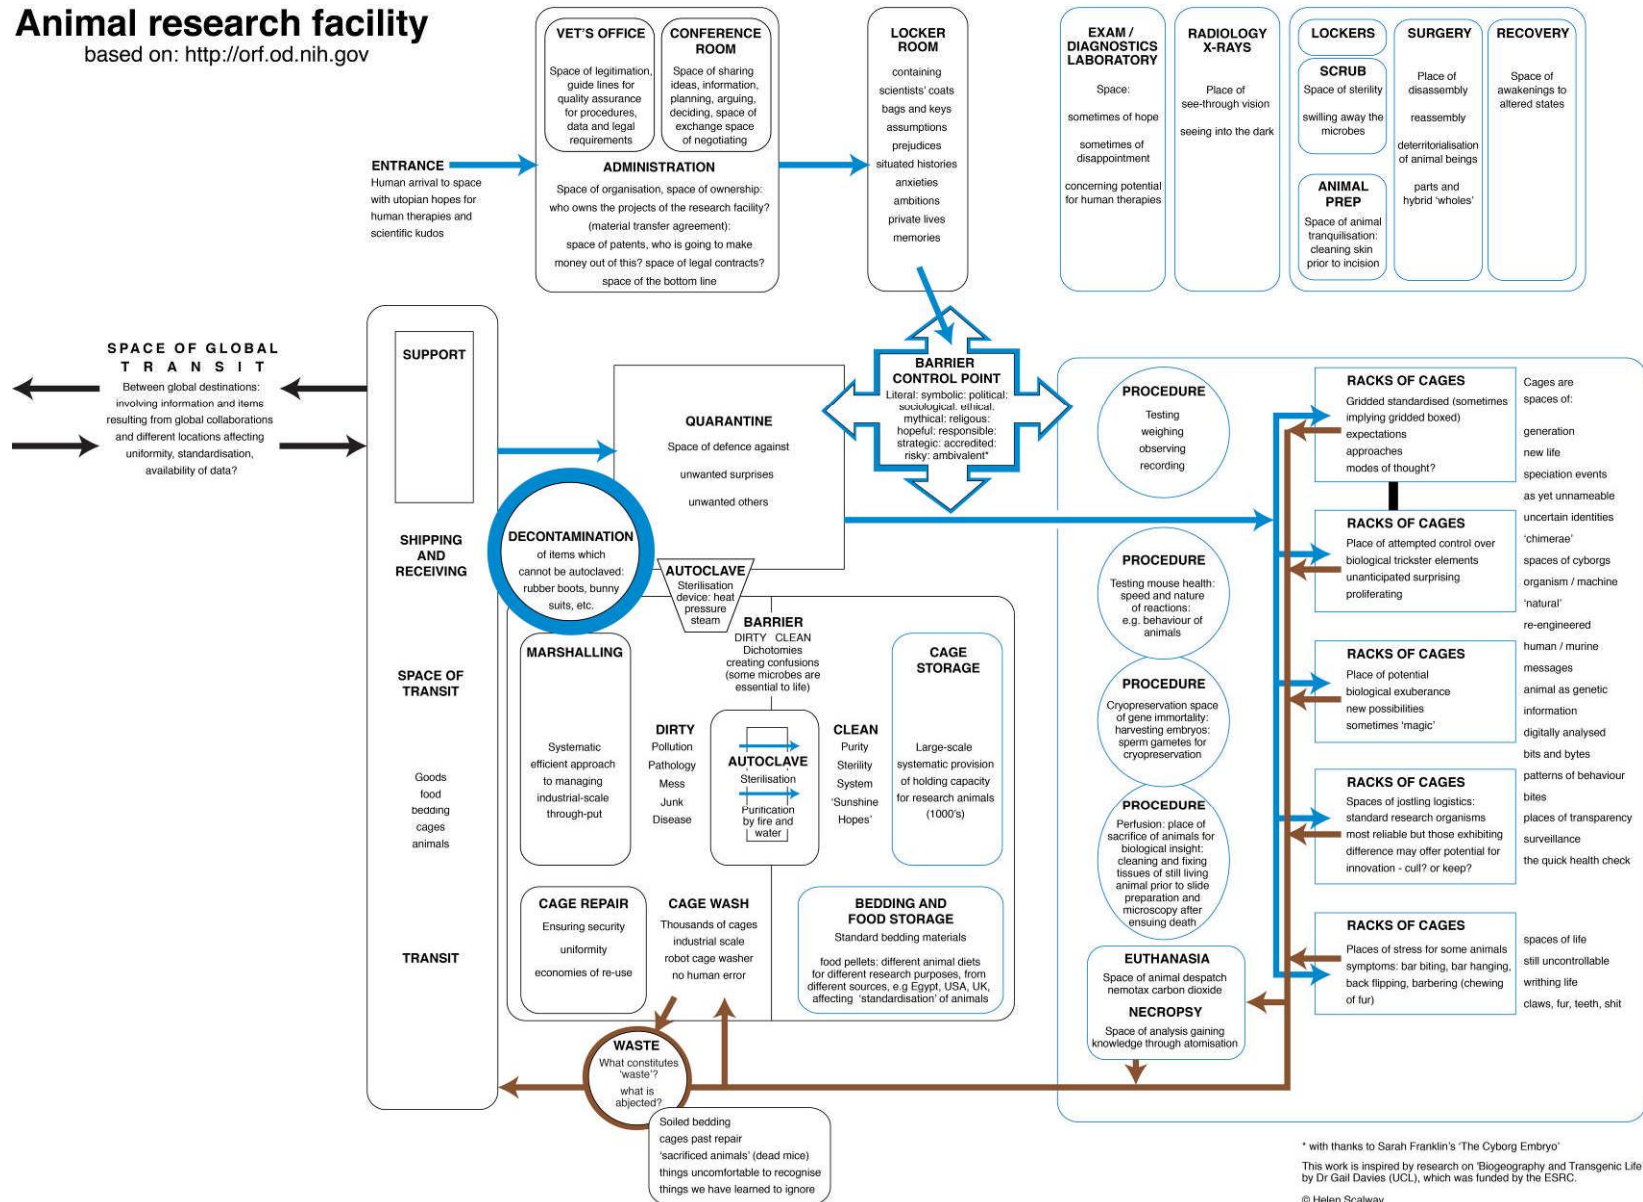 Animal research facility
based on: http://orf.od.nih.gov
ENTRANCE
Human arrival to space
with utopian hopes for
human therapies and
scientific kudos
VET'S OFFICE
Space of legitimation,
guide lines for
quality assurance
for procedures,
data and legal
requirements
CONFERENCE
ROOM
Space of sharing
ideas, information,
planning, arguing,
deciding, space of
exchange space
of negotiating
ADMINISTRATION
Space of organisation, space of ownership:
who owns the projects of the research facility?
(material transfer agreement):
space of patents, who is going to make
money out of this? space of legal contracts?
space of the bottom line
LOCKER
ROOM
containing
scientists' coats
bags and keys
assumptions
prejudices
situated histories
anxieties
ambitions
private lives
memories
EXAM /
DIAGNOSTICS
LABORATORY
Space:
sometimes of hope
sometimes of
disappointment
concerning potential
for human therapies
RADIOLOGY
X-RAYS
Place of
see-through vision
seeing into the dark
LOCKERS
SCRUB
Space of sterility
swilling away the
microbes
ANIMAL
PREP
Space of animal
tranquilisation:
cleaning skin
prior to incision
SURGERY
Place of
disassembly
reassembly
deterritorialisation
of animal beings
parts and
hybrid 'wholes'
RECOVERY
Space of
awakenings to
altered states
SPACE OF GLOBAL
TRANSIT
Between global destinations:
involving information and items
resulting from global collaborations
and different locations affecting
uniformity, standardisation,
availability of data?
SUPPORT
SHIPPING
AND
RECEIVING
SPACE OF
TRANSIT
Goods
food
bedding
cages
animals
TRANSIT
QUARANTINE
Space of defence against
unwanted surprises
unwanted others
BARRIER
CONTROL POINT
Literal: symbolic: political:
sociological: ethical:
mythical: religous:
hopeful: responsible:
strategic: accredited:
risky: ambivalent*
DECONTAMINATION
of items which
cannot be autoclaved:
rubber boots, bunny
suits, etc.
AUTOCLAVE
Sterilisation
device: heat
pressure
steam
BARRIER
DIRTY CLEAN
Dichotomies
creating confusions
(some microbes are
essential to life)
MARSHALLING
Systematic
efficient approach
to managing
industrial-scale
through-put
DIRTY
Pollution
Pathology
Mess
Junk
Disease
AUTOCLAVE
Sterilisation
Purification
by fire and
water
CLEAN
Purity
Sterility
System
'Sunshine
Hopes'
CAGE
STORAGE
Large-scale
systematic provision
of holding capacity
for research animals
(1000's)
CAGE REPAIR
Ensuring security
uniformity
economies of re-use
CAGE WASH
Thousands of cages
industrial scale
robot cage washer
no human error
BEDDING AND
FOOD STORAGE
Standard bedding materials
food pellets: different animal diets
for different research purposes, from
different sources, e.g Egypt, USA, UK,
affecting 'standardisation' of animals
WASTE
What constitutes
'waste'?
what is
abjected?
Soiled bedding
cages past repair
'sacrificed animals' (dead mice)
things uncomfortable to recognise
things we have learned to ignore
PROCEDURE
Testing
weighing
observing
recording
PROCEDURE
Testing mouse health:
speed and nature
of reactions:
e.g. behaviour of
animals
PROCEDURE
Cryopreservation space
of gene immortality:
harvesting embryos:
sperm gametes for
cryopreservation
PROCEDURE
Perfusion: place of
sacrifice of animals for
biological insight:
cleaning and fixing
tissues of still living
animal prior to slide
preparation and
microscopy after
ensuing death
EUTHANASIA
Space of animal despatch
nemotax carbon dioxide
NECROPSY
Space of analysis gaining
knowledge through atomisation
RACKS OF CAGES
Gridded standardised (sometimes
implying gridded boxed)
expectations
approaches
modes of thought?
RACKS OF CAGES
Place of attempted control over
biological trickster elements
unanticipated surprising
proliferating
RACKS OF CAGES
Place of potential
biological exuberance
new possibilities
sometimes 'magic'
RACKS OF CAGES
Spaces of jostling logistics:
standard research organisms
most reliable but those exhibiting
difference may offer potential for
innovation - cull? or keep?
RACKS OF CAGES
Places of stress for some animals
symptoms: bar biting, bar hanging,
back flipping, barbering (chewing
of fur)
Cages are
spaces of:
generation
new life
speciation events
as yet unnameable
uncertain identities
'chimerae'
spaces of cyborgs
organism / machine
'natural'
re-engineered
human / murine
messages
animal as genetic
information
digitally analysed
bits and bytes
patterns of behaviour
bites
places of transparency
surveillance
the quick health check
spaces of life
still uncontrollable
writhing life
claws, fur, teeth, shit
* with thanks to Sarah Franklin's 'The Cyborg Embryo'
This work is inspired by research on 'Biogeography and Transgenic Life'
by Dr Gail Davies (UCL), which was funded by the ESRC.
© Helen Scalway